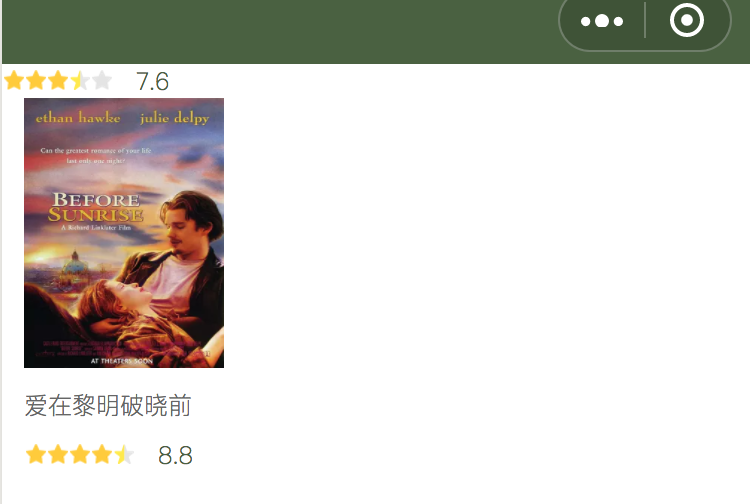 7.6
ethan hawke julie delpy
Can the greatest romance of your life
last only one night?
BEFORE
SUNRISE
A Richard Linklater Film
AT THEATERS SOON
爱在黎明破晓前
8.8